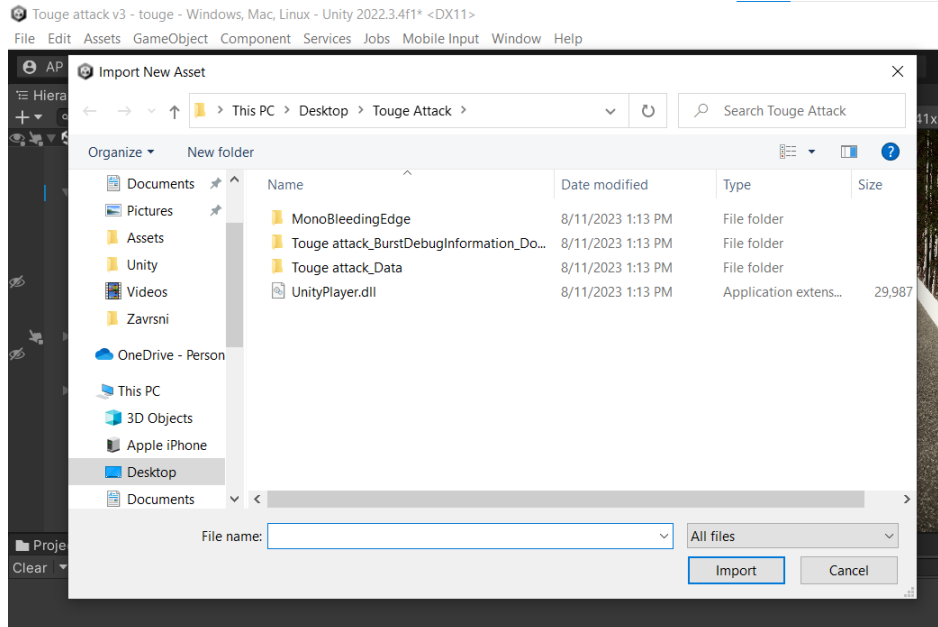 Touge attack v3 - touge - Windows, Mac, Linux - Unity 2022.3.4f1* <DX11>
File Edit Assets GameObject Component Services Jobs Mobile Input Window Help
AP
Import New Asset
Hiera
This PC > Desktop > Touge Attack >
Search Touge Attack
41x
Organize
New folder
Documents
Pictures
Assets
Unity
Videos
Zavrsni
OneDrive - Person
This PC
3D Objects
Apple iPhone
Desktop
Documents
Name Date modified Type Size
MonoBleedingEdge 8/11/2023 1:13 PM File folder
Touge attack_BurstDebugInformation_Do... 8/11/2023 1:13 PM File folder
Touge attack_Data 8/11/2023 1:13 PM File folder
UnityPlayer.dll 8/11/2023 1:13 PM Application extens... 29,987
File name:
All files
Import
Cancel
Proje
Clear